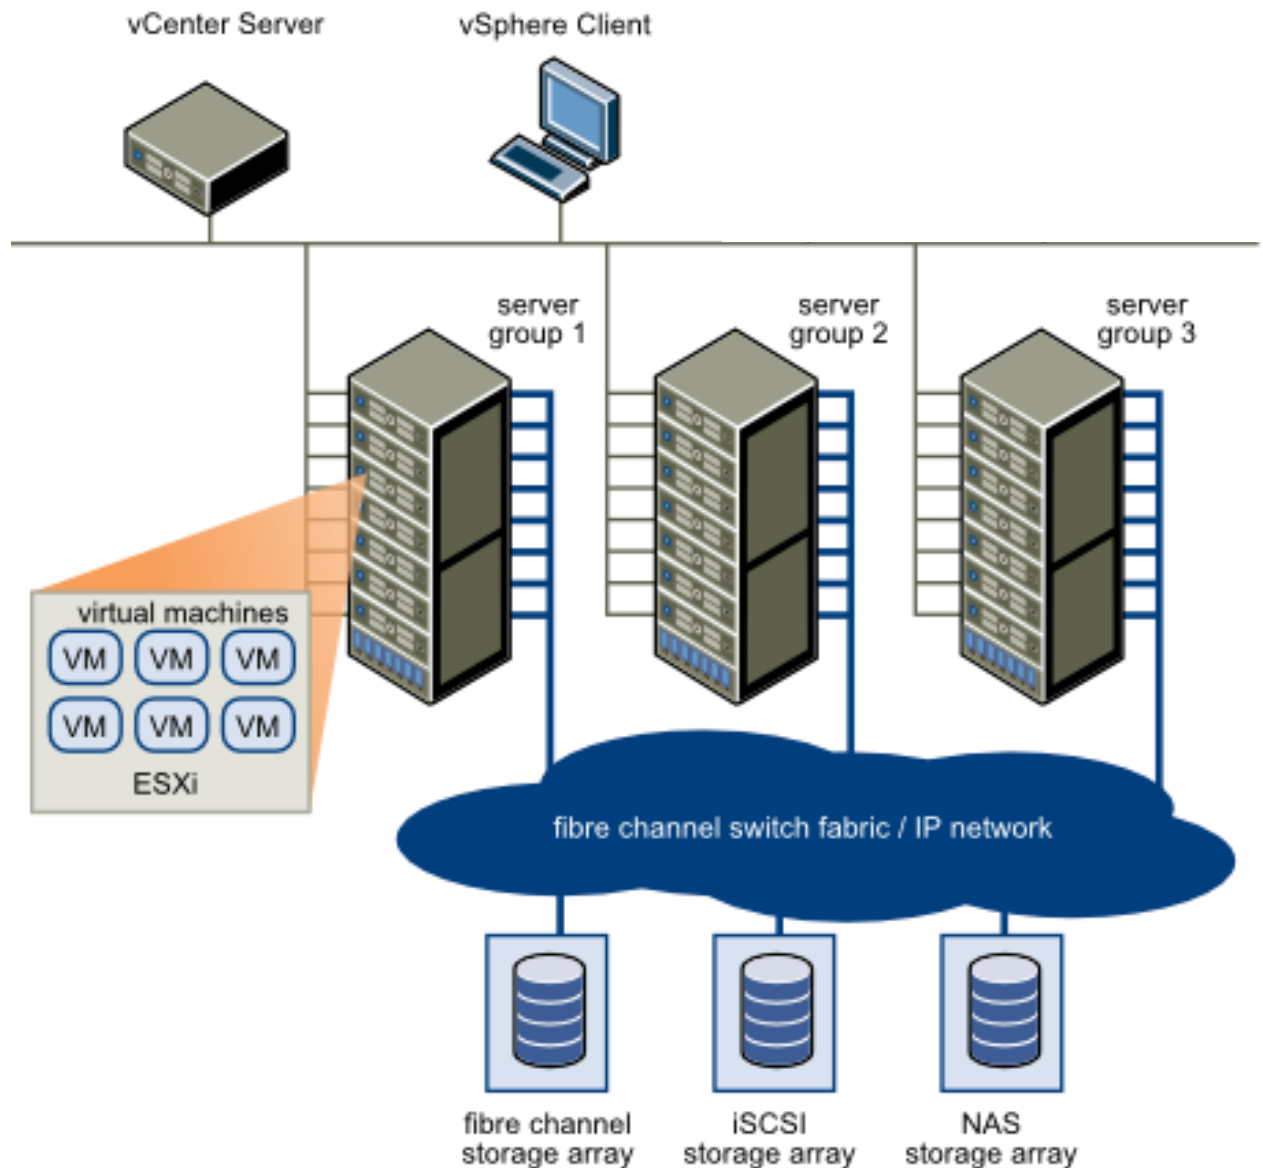 vCenter Server
vSphere Client
server
group 1
server
group 2
server
group 3
virtual machines
VM
VM
VM
VM
VM
VM
ESXi
fibre channel switch fabric / IP network
fibre channel
storage array
iSCSI
storage array
NAS
storage array